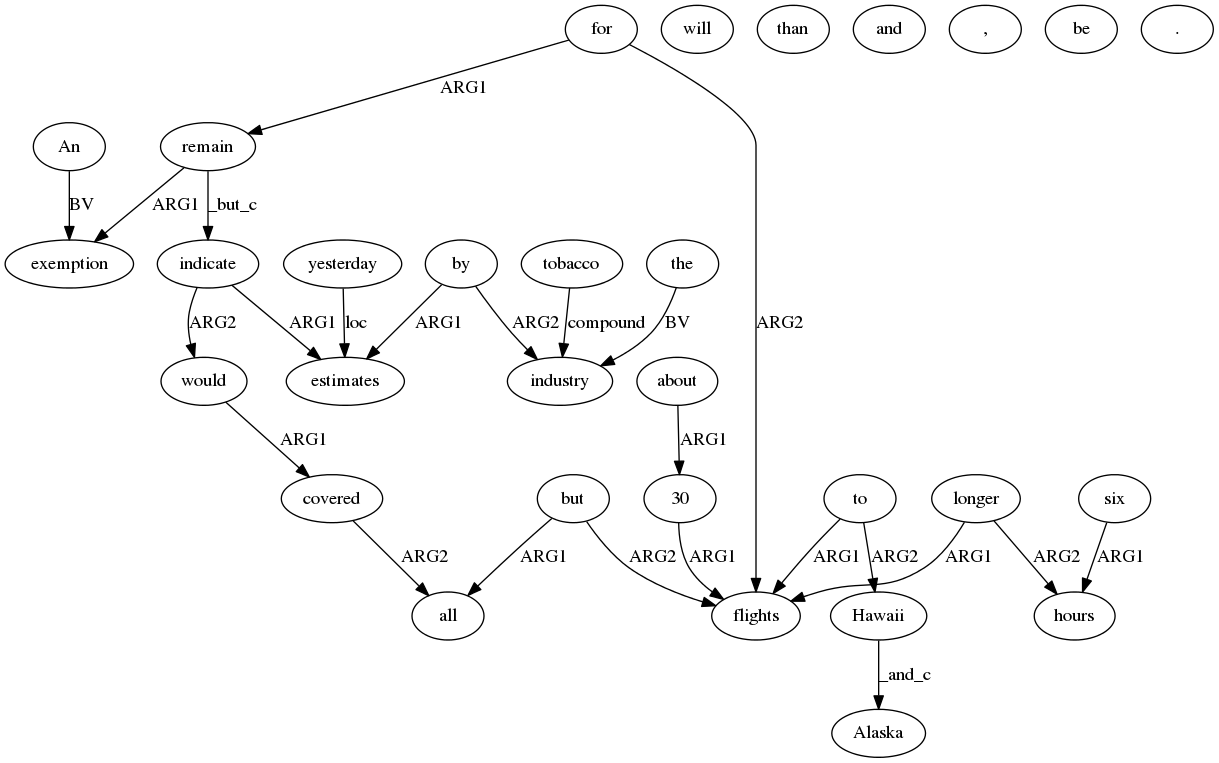 for will than and , be .
ARG1
An remain
BV ARG1 _but_c
exemption indicate yesterday by tobacco the
ARG2 ARG1 loc ARG1 ARG2 compound BV ARG2
would estimates industry about
ARG1 ARG1
covered but 30 to longer six
ARG2 ARG1 ARG2 ARG1 ARG1 ARG2 ARG1 ARG2 ARG1
all flights Hawaii hours
_and_c
Alaska